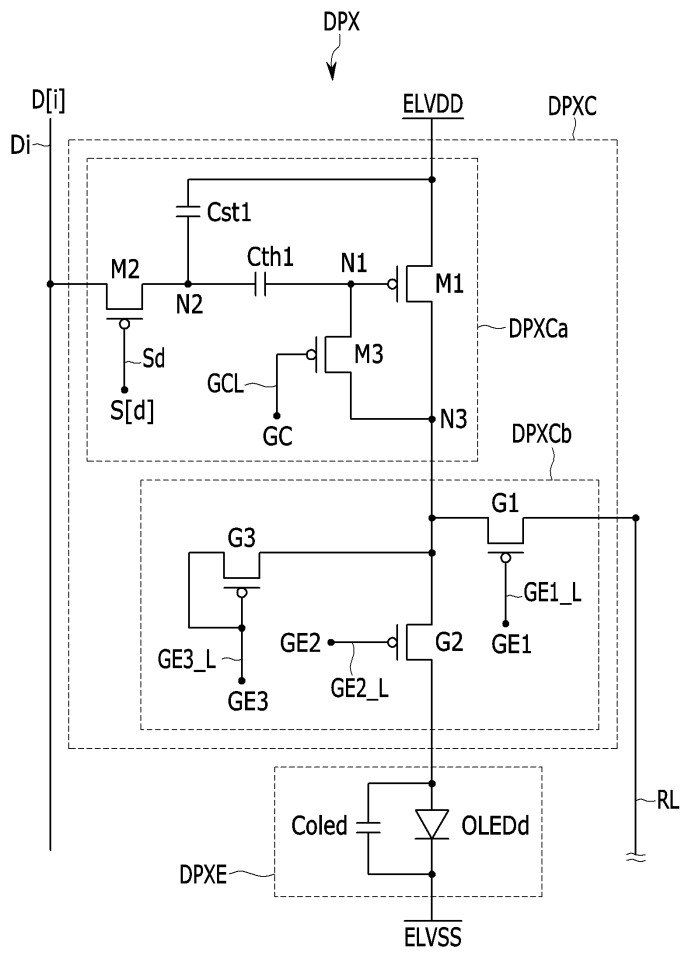 DPX
D[i]
ELVDD
DPXC
Di
Cst1
Cth1
N1
M2
M1
N2
DPXCa
Sd
M3
GCL
S[d]
GC
N3
DPXCb
G1
G3
GE1_L
GE2
G2
GE1
GE3_L
GE2_L
GE3
RL
Coled
OLEDd
DPXE
ELVSS